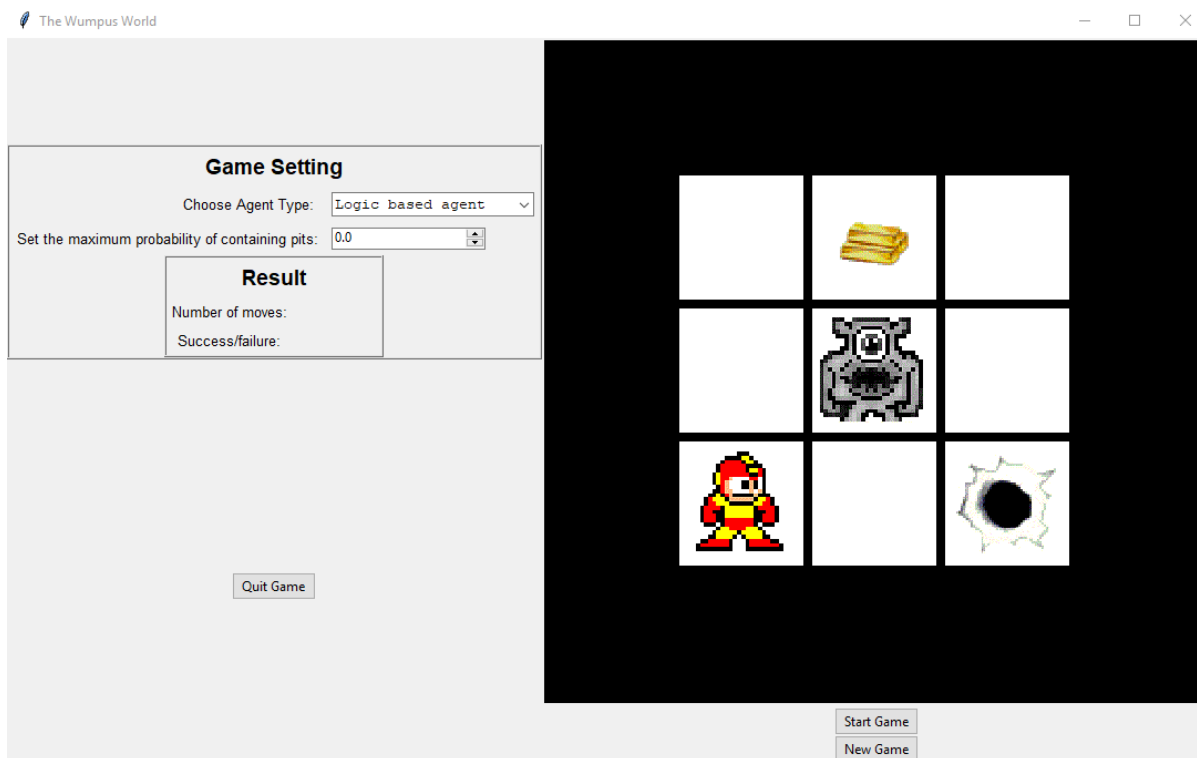 The Wumpus World
Game Setting
Choose Agent Type: Logic based agent
Set the maximum probability of containing pits: 0.0
Result
Number of moves:
Success/failure:
Quit Game
Start Game
New Game